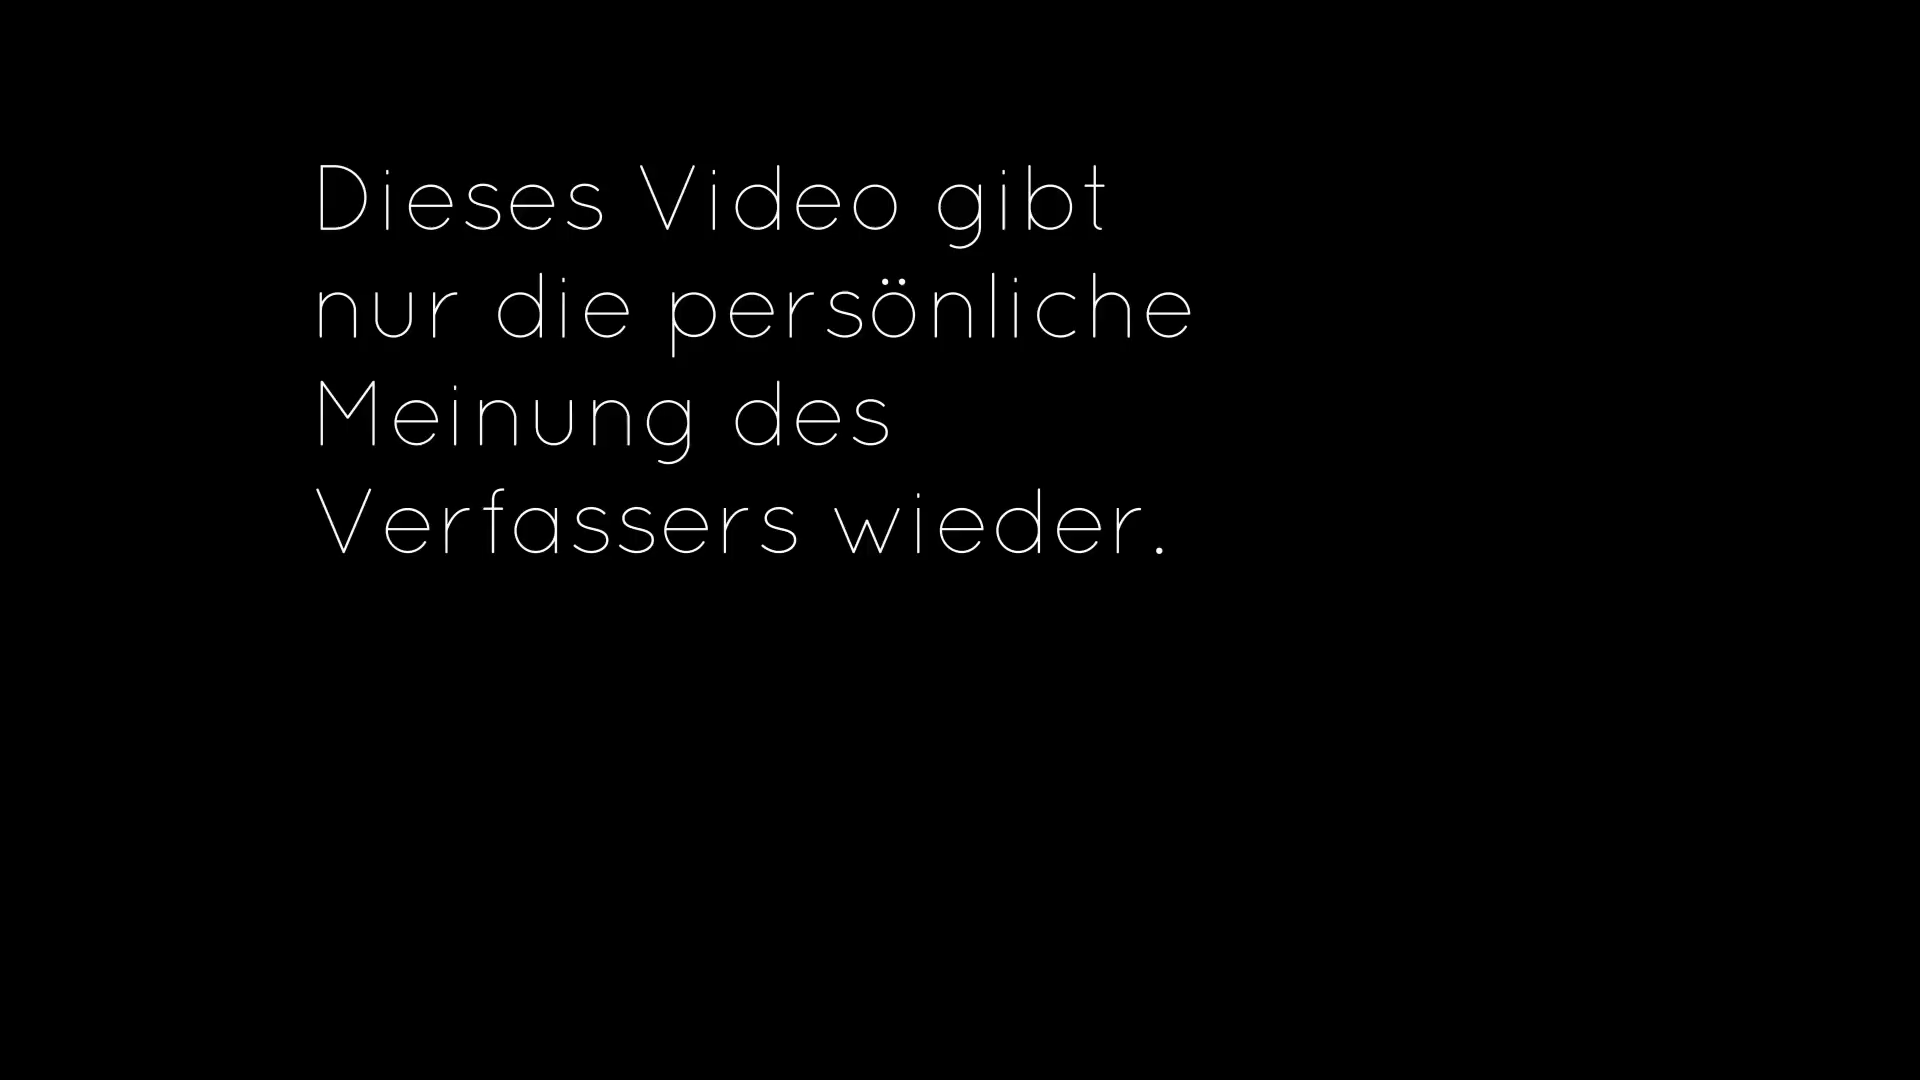 Dieses Video gibt
nur die persönliche
Meinung des
Verfassers wieder.